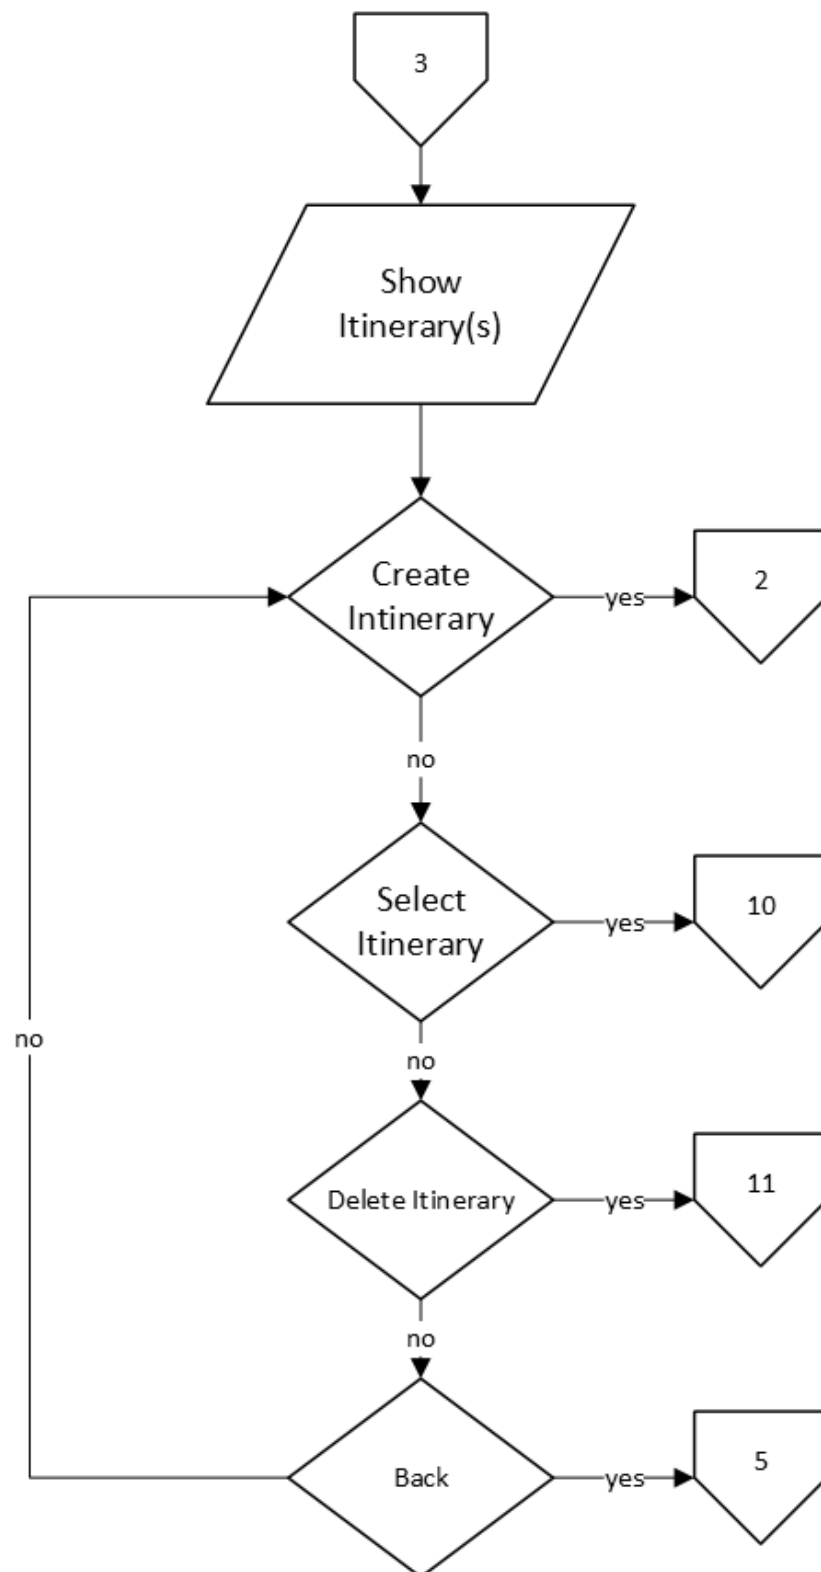 3
Show
Itinerary(s)
Create
Intinerary
yes
2
no
Select
Itinerary
yes
10
no
no
Delete Itinerary
yes
11
no
Back
yes
5